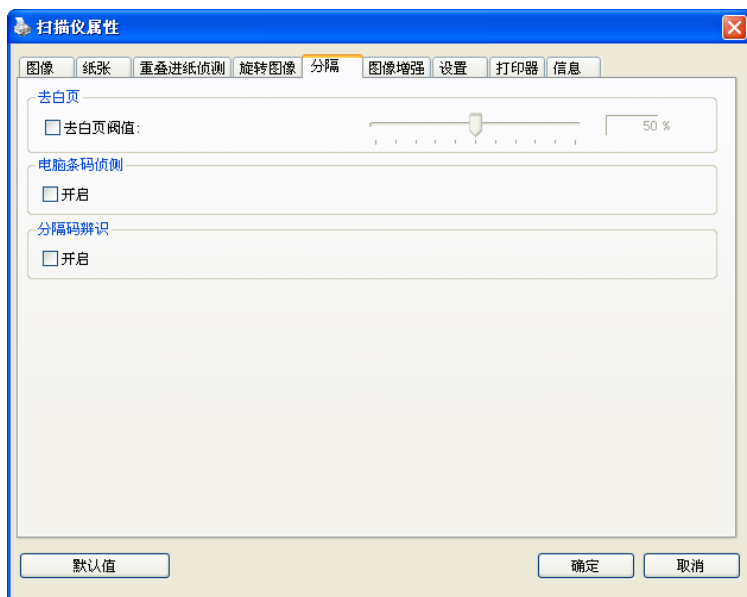 扫描仪属性
图像 纸张 重叠进纸侦测 旋转图像 分隔 图像增强 设置 打印器 信息
去白页
去白页阀值: 50 %
电脑条码侦侧
开启
分隔码辨识
开启
默认值 确定 取消